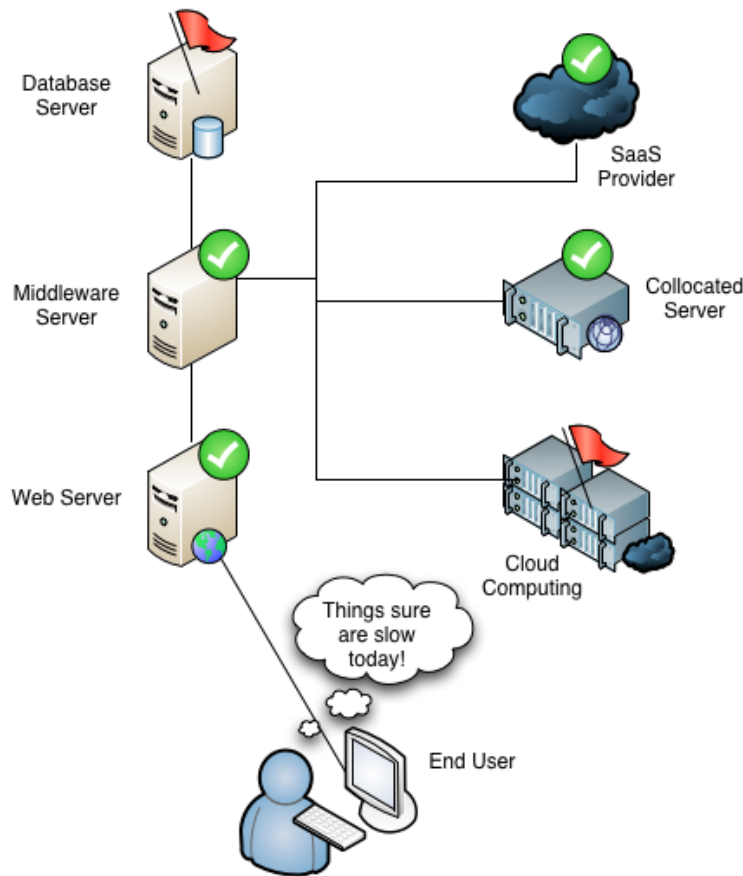 Database
Server
SaaS
Provider
Middleware
Server
Collocated
Server
Web Server
Cloud
Computing
Things sure
are slow
today!
End User